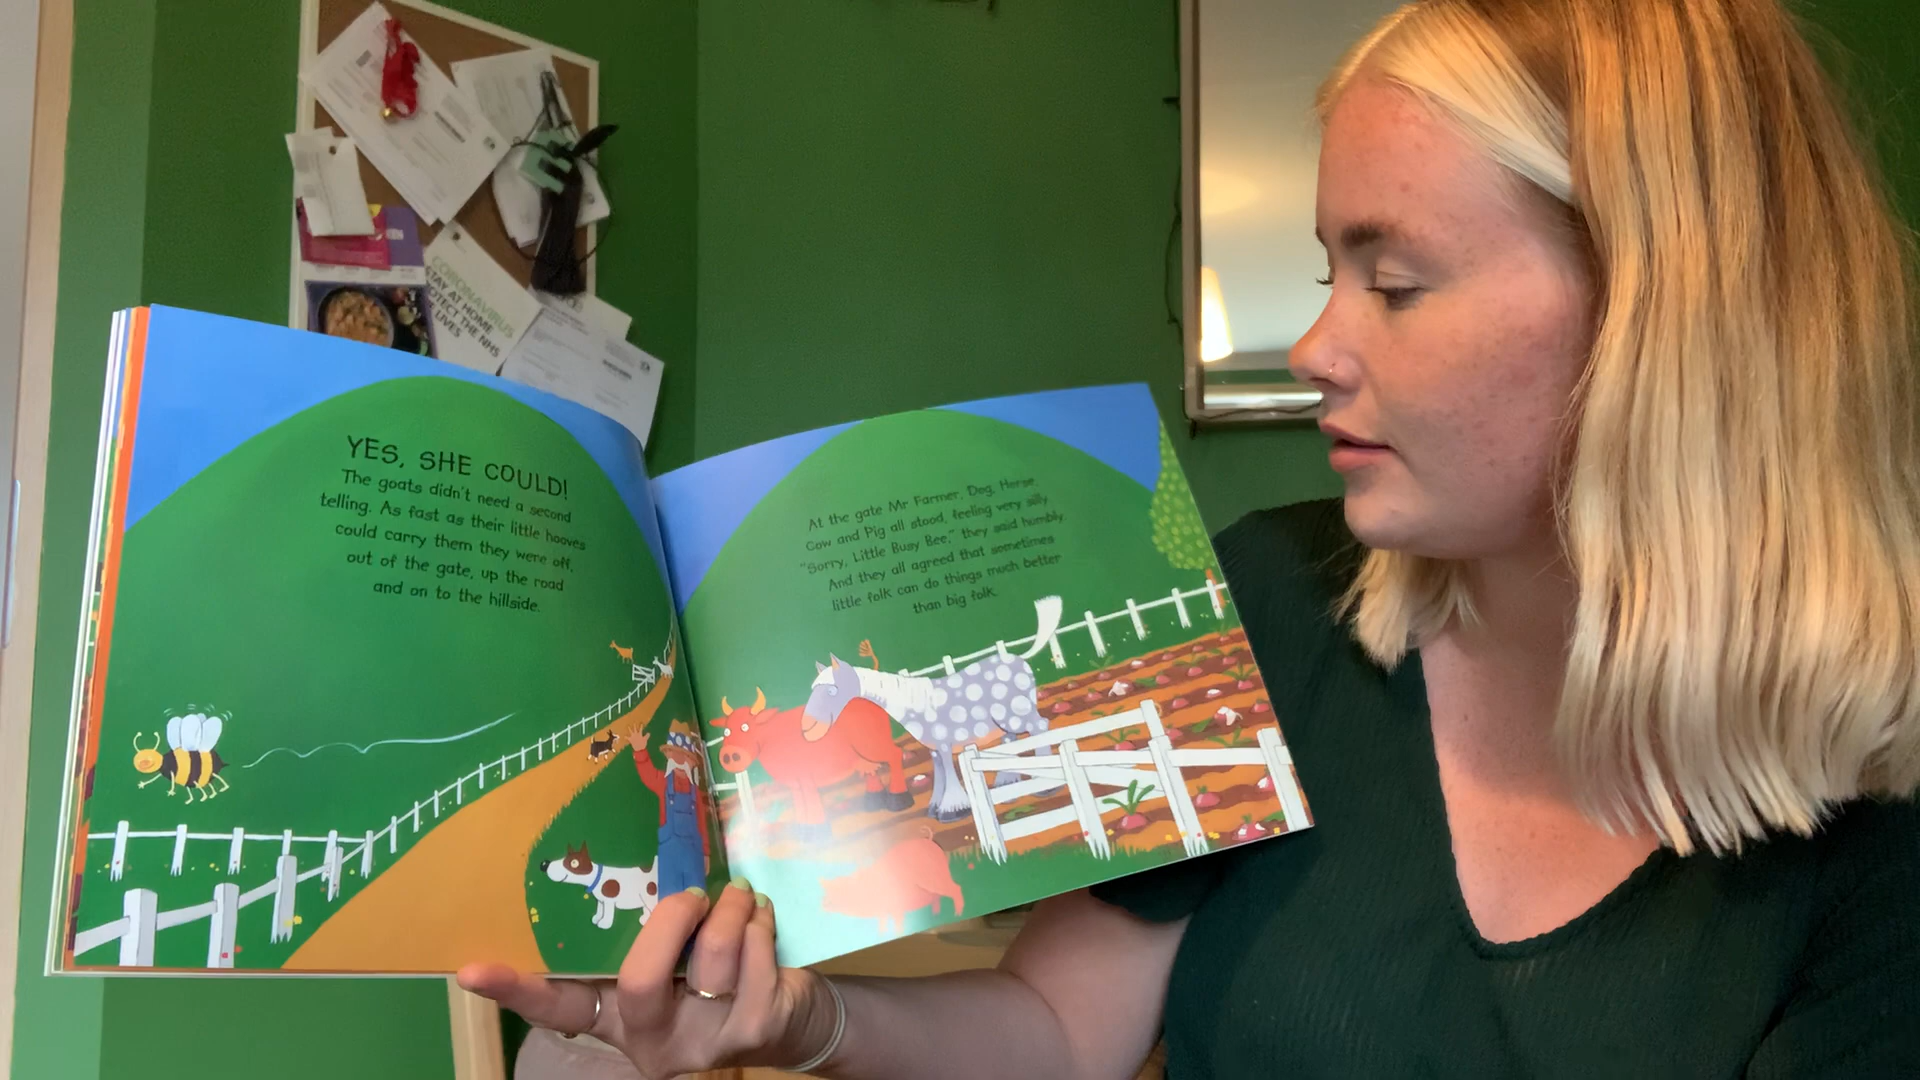 CORONAVIRUS
STAY AT HOME
PROTECT THE NHS
LIVES
YES, SHE COULD!
The goats didn't need a second
telling. As fast as their little hooves
could carry them they were off,
out of the gate, up the road
and on to the hillside.
At the gate Mr Farmer, Dog, Horse,
Cow and Pig all stood, feeling very silly.
"Sorry, Little Busy Bee," they said humbly.
And they all agreed that sometimes
little folk can do things much better
than big folk.